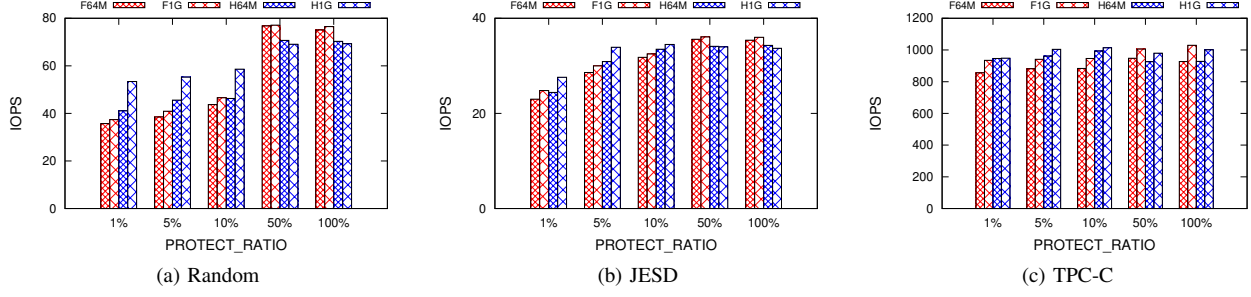 F64M F1G H64M H1G
80
60
40
20
0
IOPS
1% 5% 10% 50% 100%
PROTECT_RATIO
(a) Random
F64M F1G H64M H1G
40
20
0
IOPS
1% 5% 10% 50% 100%
PROTECT_RATIO
(b) JESD
F64M F1G H64M H1G
1200
1000
800
600
400
200
0
IOPS
1% 5% 10% 50% 100%
PROTECT_RATIO
(c) TPC-C